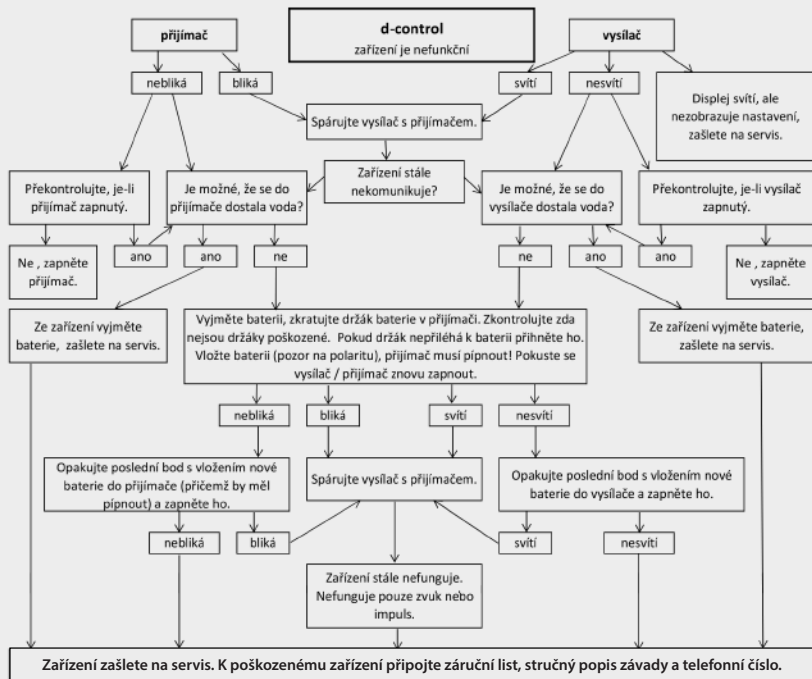 d-control
zařízení je nefunkční
přijímač
vysílač
nebliká
bliká
svítí
nesvítí
Displej svítí, ale
nezobrazuje nastavení,
zašlete na servis.
Spárujte vysílač s přijímačem.
Zařízení stále
nekomunikuje?
Překontrolujte, je-li
přijímač zapnutý.
Je možné, že se do
přijímače dostala voda?
Je možné, že se do
vysílače dostala voda?
Překontrolujte, je-li vysílač
zapnutý.
Ne , zapněte
přijímač.
ano
ano
ne
ne
ano
ano
Ne , zapněte
vysílač.
Ze zařízení vyjměte
baterie,  zašlete na servis.
Vyjměte baterii, zkratujte držák baterie v přijímači. Zkontrolujte zda
nejsou držáky poškozené.  Pokud držák nepřiléhá k baterii přihněte ho.
Vložte baterii (pozor na polaritu), přijímač musí pípnout! Pokuste se
vysílač / přijímač znovu zapnout.
Ze zařízení vyjměte baterie,
zašlete na servis.
nebliká
bliká
svítí
nesvítí
Opakujte poslední bod s vložením nové
baterie do přijímače (přičemž by měl
pípnout) a zapněte ho.
Spárujte vysílač s přijímačem.
Opakujte poslední bod s vložením nové
baterie do vysílače a zapněte ho.
nebliká
bliká
svítí
nesvítí
Zařízení stále nefunguje.
Nefunguje pouze zvuk nebo
impuls.
Zařízení zašlete na servis. K poškozenému zařízení připojte záruční list, stručný popis závady a telefonní číslo.